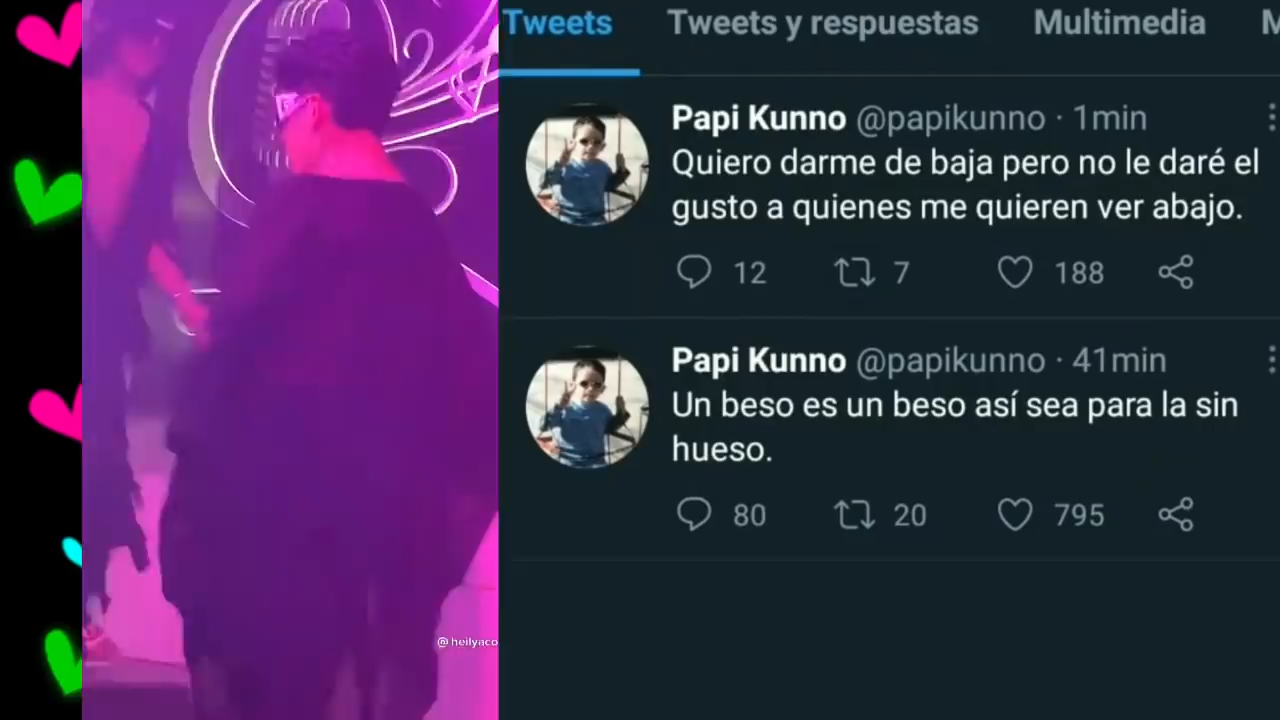 Tweets Tweets y respuestas Multimedia M
Papi Kunno @papikunno · 1min
Quiero darme de baja pero no le daré el
gusto a quienes me quieren ver abajo.
12 7 188
Papi Kunno @papikunno · 41min
Un beso es un beso así sea para la sin
hueso.
80 20 795
@heilyaco